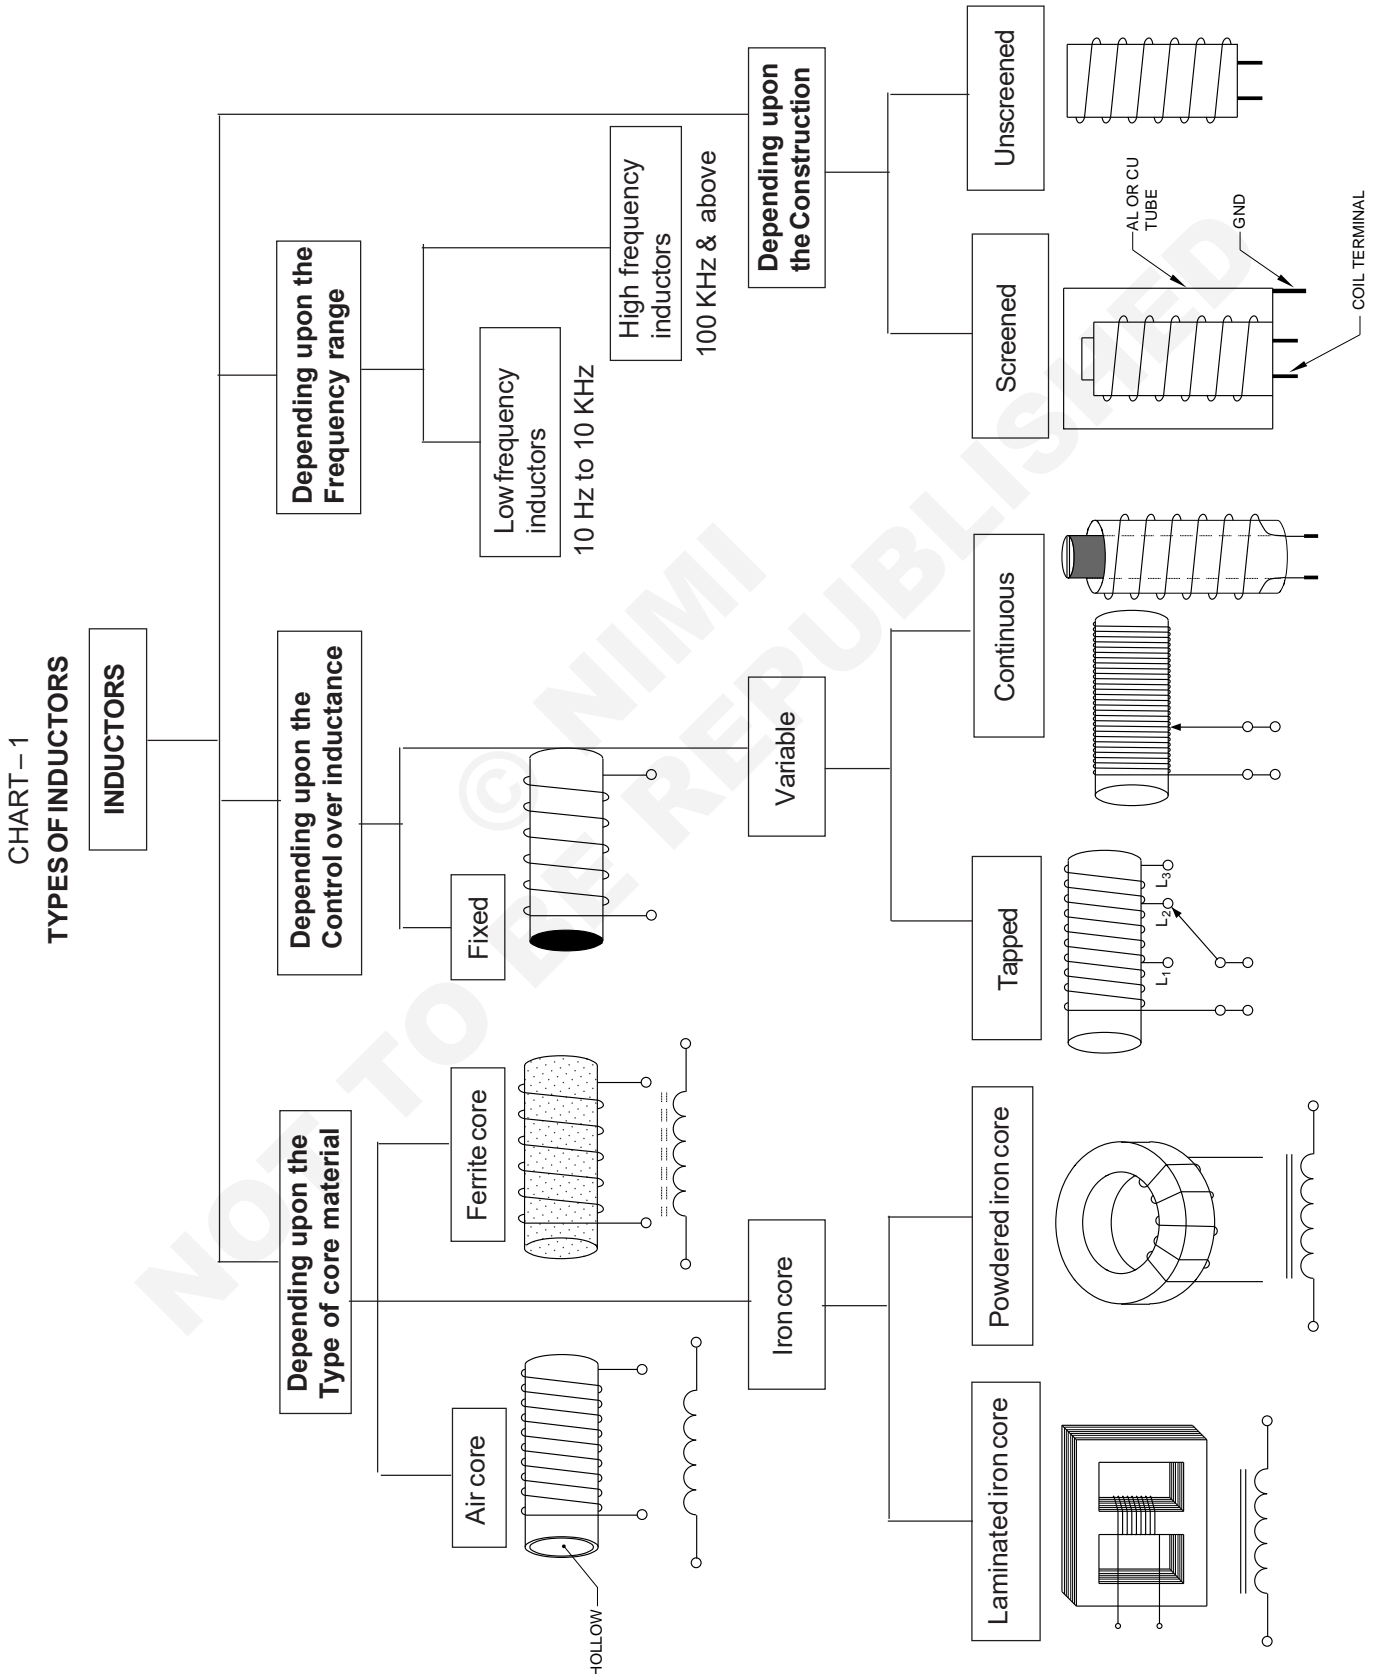 CHART – 1
TYPES OF INDUCTORS
INDUCTORS
Depending upon the
Type of core material
Depending upon the
Control over inductance
Depending upon the
Frequency range
Air core
Ferrite core
Fixed
Low frequency
inductors
10 Hz to 10 KHz
High frequency
inductors
100 KHz & above
HOLLOW
Iron core
Variable
Depending upon
the Construction
Laminated iron core
Powdered iron core
Tapped
Continuous
Screened
Unscreened
L1
L2
L3
AL OR CU
TUBE
GND
COIL TERMINAL
© NIMI
NOT TO BE REPUBLISHED